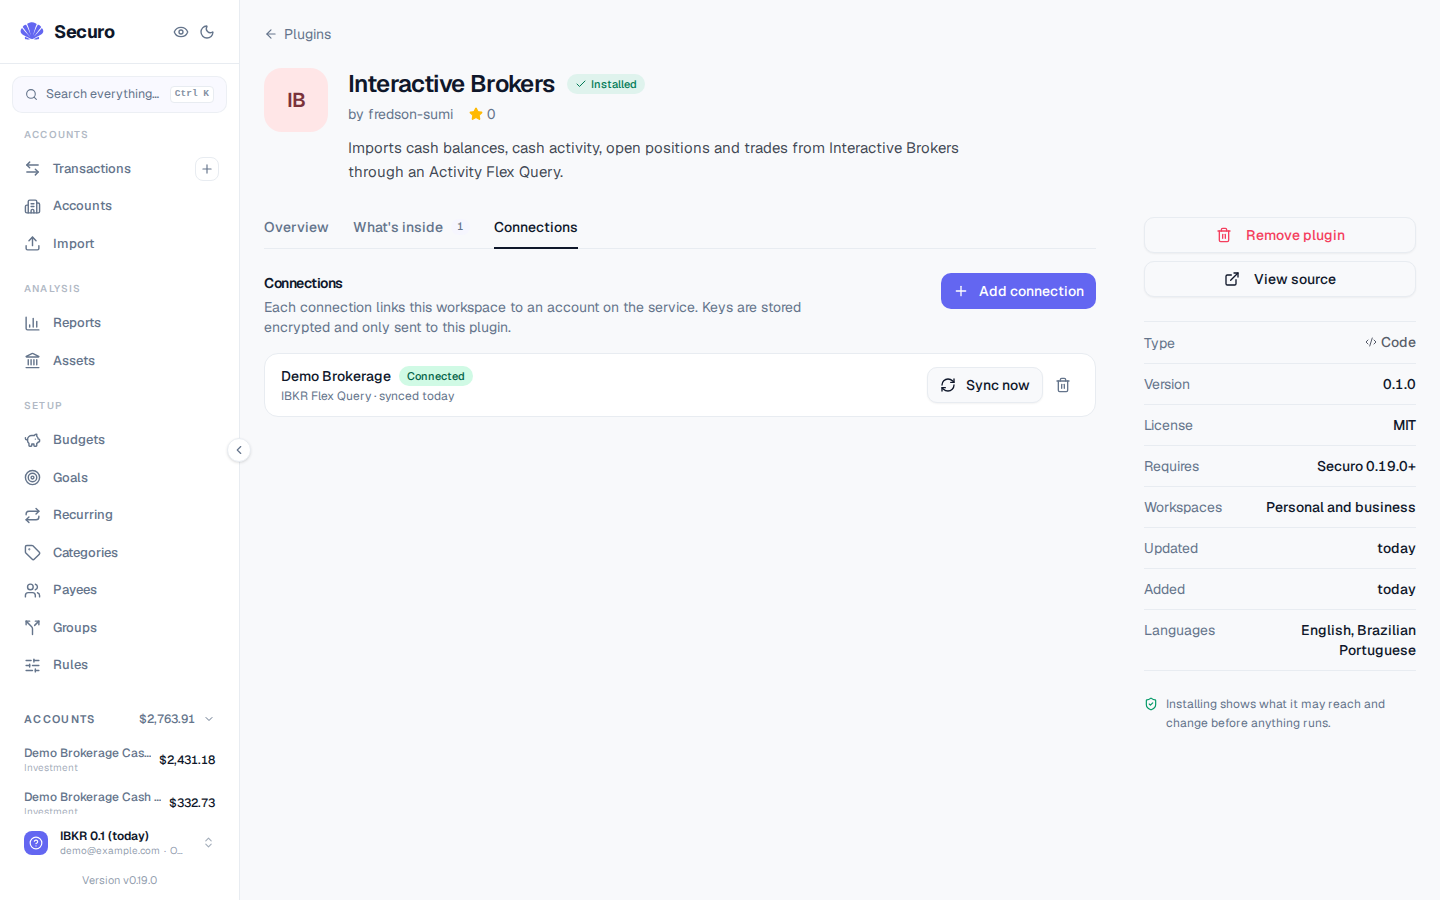 Securo
Search everything...
Ctrl K
ACCOUNTS
Transactions
Accounts
Import
ANALYSIS
Reports
Assets
SETUP
Budgets
Goals
Recurring
Categories
Payees
Groups
Rules
ACCOUNTS
$2,763.91
Demo Brokerage Cas...
$2,431.18
Investment
Demo Brokerage Cash ...
$332.73
Investment
IBKR 0.1 (today)
demo@example.com · O...
Version v0.19.0
Plugins
IB
Interactive Brokers
Installed
by fredson-sumi
0
Imports cash balances, cash activity, open positions and trades from Interactive Brokers
through an Activity Flex Query.
Overview
What's inside 1
Connections
Connections
Each connection links this workspace to an account on the service. Keys are stored
encrypted and only sent to this plugin.
Add connection
Demo Brokerage
Connected
IBKR Flex Query · synced today
Sync now
Remove plugin
View source
Type
Code
Version
0.1.0
License
MIT
Requires
Securo 0.19.0+
Workspaces
Personal and business
Updated
today
Added
today
Languages
English, Brazilian
Portuguese
Installing shows what it may reach and
change before anything runs.